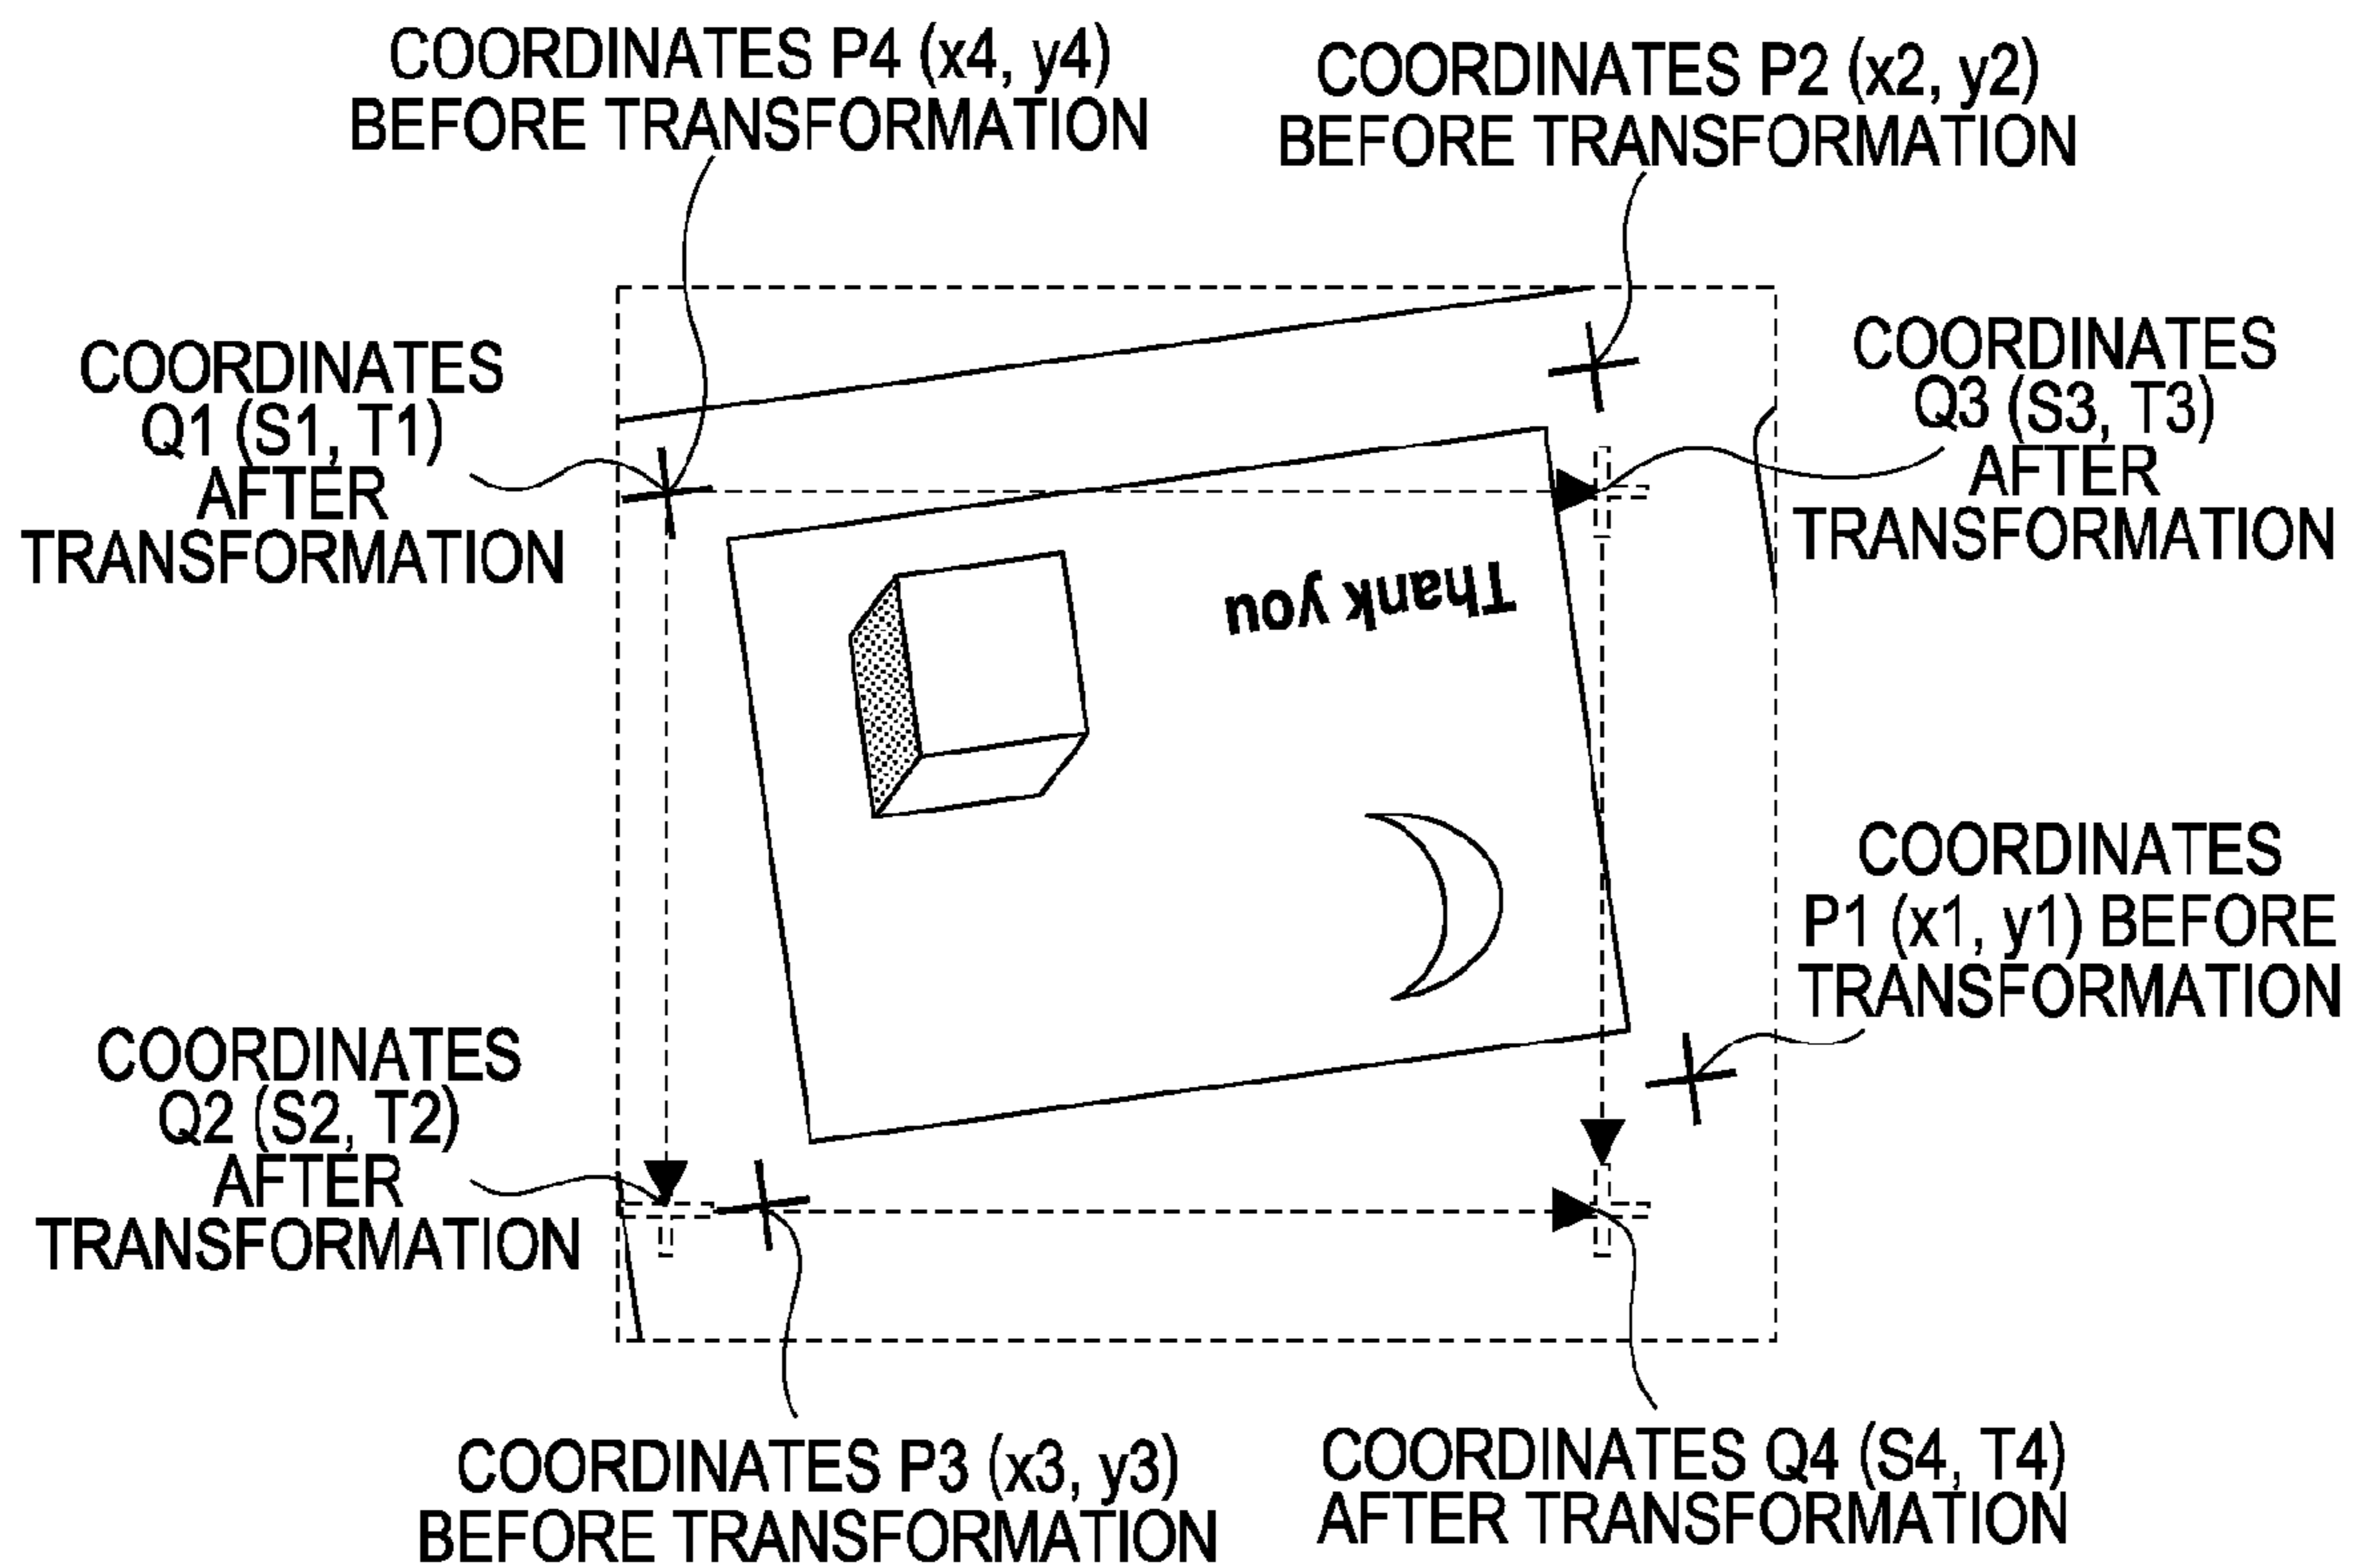 COORDINATES P4 (x4, y4)
BEFORE TRANSFORMATION
COORDINATES P2 (x2, y2)
BEFORE TRANSFORMATION
COORDINATES
Q1 (S1, T1)
AFTER
TRANSFORMATION
COORDINATES
Q3 (S3, T3)
AFTER
TRANSFORMATION
Thank you
COORDINATES
P1 (x1, y1) BEFORE
TRANSFORMATION
COORDINATES
Q2 (S2, T2)
AFTER
TRANSFORMATION
COORDINATES P3 (x3, y3)
BEFORE TRANSFORMATION
COORDINATES Q4 (S4, T4)
AFTER TRANSFORMATION